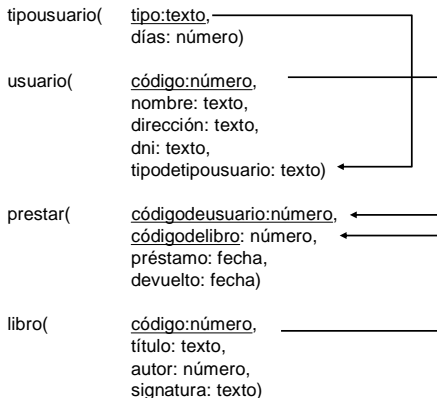 tipousuario( tipo:texto,
días: número)
usuario( código:número,
nombre: texto,
dirección: texto,
dni: texto,
tipodetipousuario: texto)
prestar( códigodeusuario:número,
códigodelibro: número,
préstamo: fecha,
devuelto: fecha)
libro( código:número,
título: texto,
autor: número,
signatura: texto)